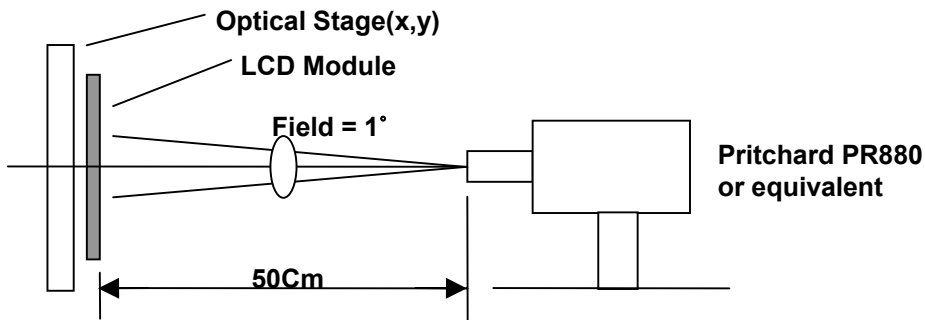 Optical Stage(x,y)
LCD Module
Field = 1˚
Pritchard PR880
or equivalent
50Cm